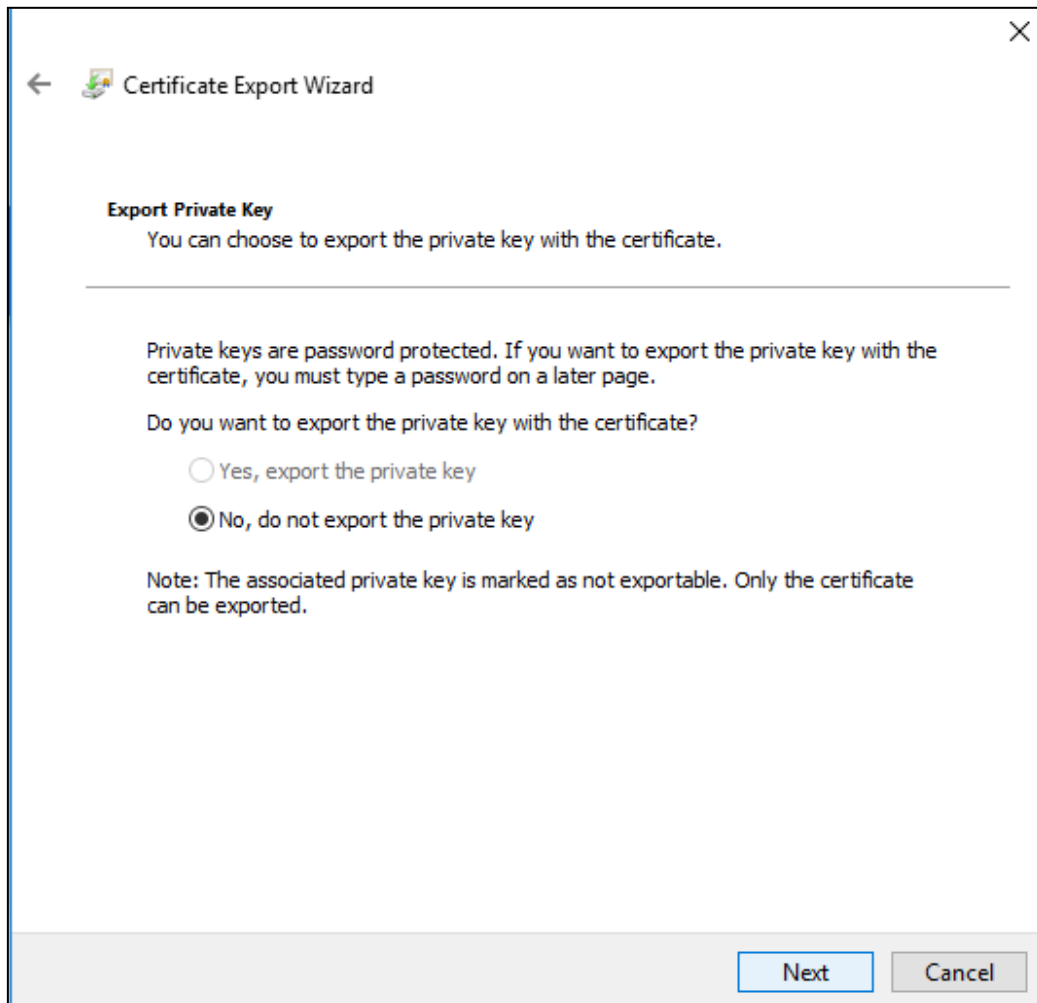 Certificate Export Wizard
Export Private Key
You can choose to export the private key with the certificate.
Private keys are password protected. If you want to export the private key with the
certificate, you must type a password on a later page.
Do you want to export the private key with the certificate?
Yes, export the private key
No, do not export the private key
Note: The associated private key is marked as not exportable. Only the certificate
can be exported.
Next
Cancel